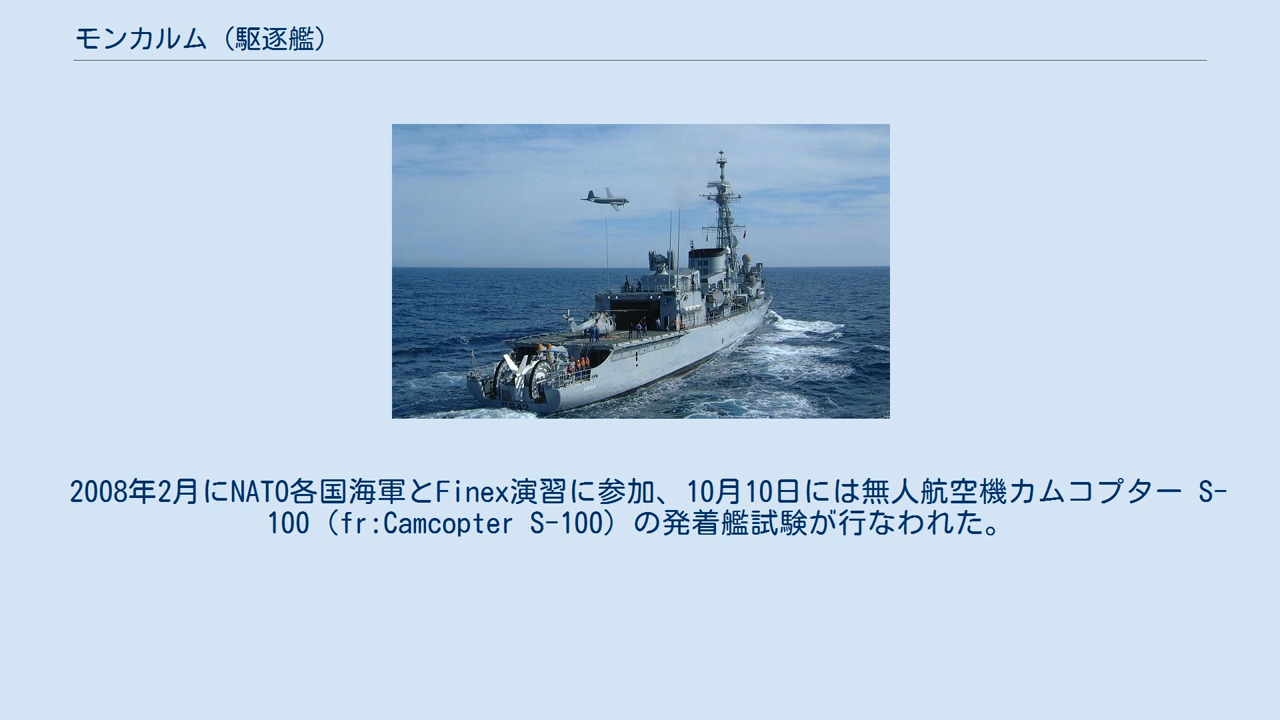 モンカルム（駆逐艦）
2008年2月にNATO各国海軍とFinex演習に参加、10月10日には無人航空機カムコプター S-
100（fr:Camcopter S-100）の発着艦試験が行なわれた。